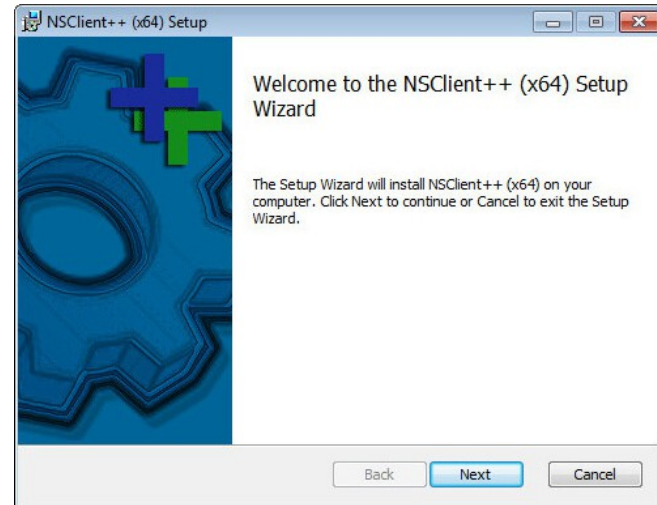 NSClient++ (x64) Setup
Welcome to the NSClient++ (x64) Setup
Wizard
The Setup Wizard will install NSClient++ (x64) on your
computer. Click Next to continue or Cancel to exit the Setup
Wizard.
Back Next Cancel